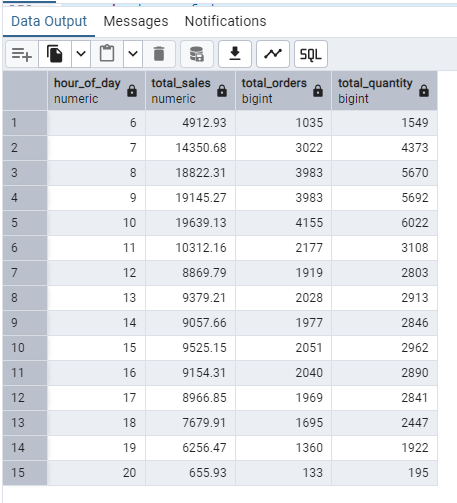 Data Output Messages Notifications
SQL
hour_of_day numeric total_sales numeric total_orders bigint total_quantity bigint
1 6 4912.93 1035 1549
2 7 14350.68 3022 4373
3 8 18822.31 3983 5670
4 9 19145.27 3983 5692
5 10 19639.13 4155 6022
6 11 10312.16 2177 3108
7 12 8869.79 1919 2803
8 13 9379.21 2028 2913
9 14 9057.66 1977 2846
10 15 9525.15 2051 2962
11 16 9154.31 2040 2890
12 17 8966.85 1969 2841
13 18 7679.91 1695 2447
14 19 6256.47 1360 1922
15 20 655.93 133 195